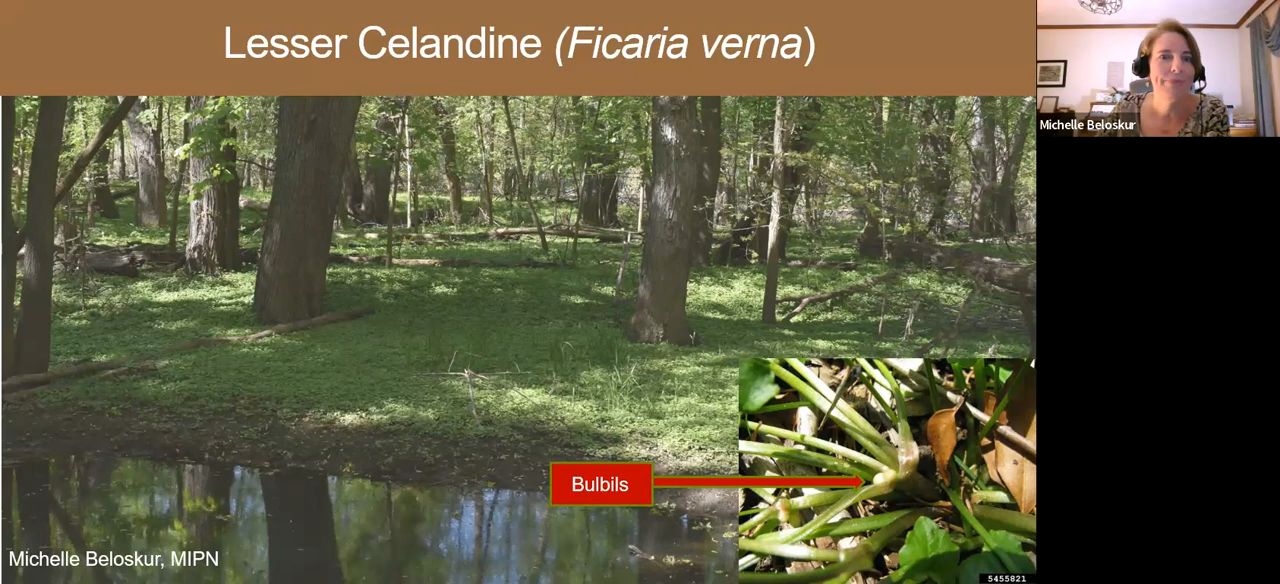 Lesser Celandine (Ficaria verna)
Michelle Beloskur
Bulbils
Michelle Beloskur, MIPN
5455821